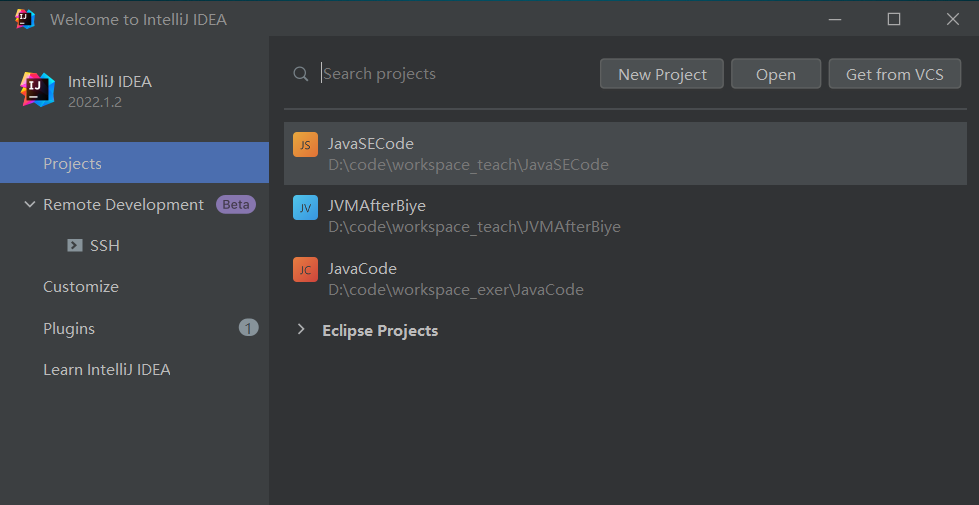 Welcome to IntelliJ IDEA
IJ
IntelliJ IDEA
2022.1.2
Projects
Remote Development Beta
SSH
Customize
Plugins 1
Learn IntelliJ IDEA
Search projects
New Project Open Get from VCS
JS JavaSECode
D:\code\workspace_teach\JavaSECode
JV JVMAfterBiye
D:\code\workspace_teach\JVMAfterBiye
JC JavaCode
D:\code\workspace_exer\JavaCode
Eclipse Projects